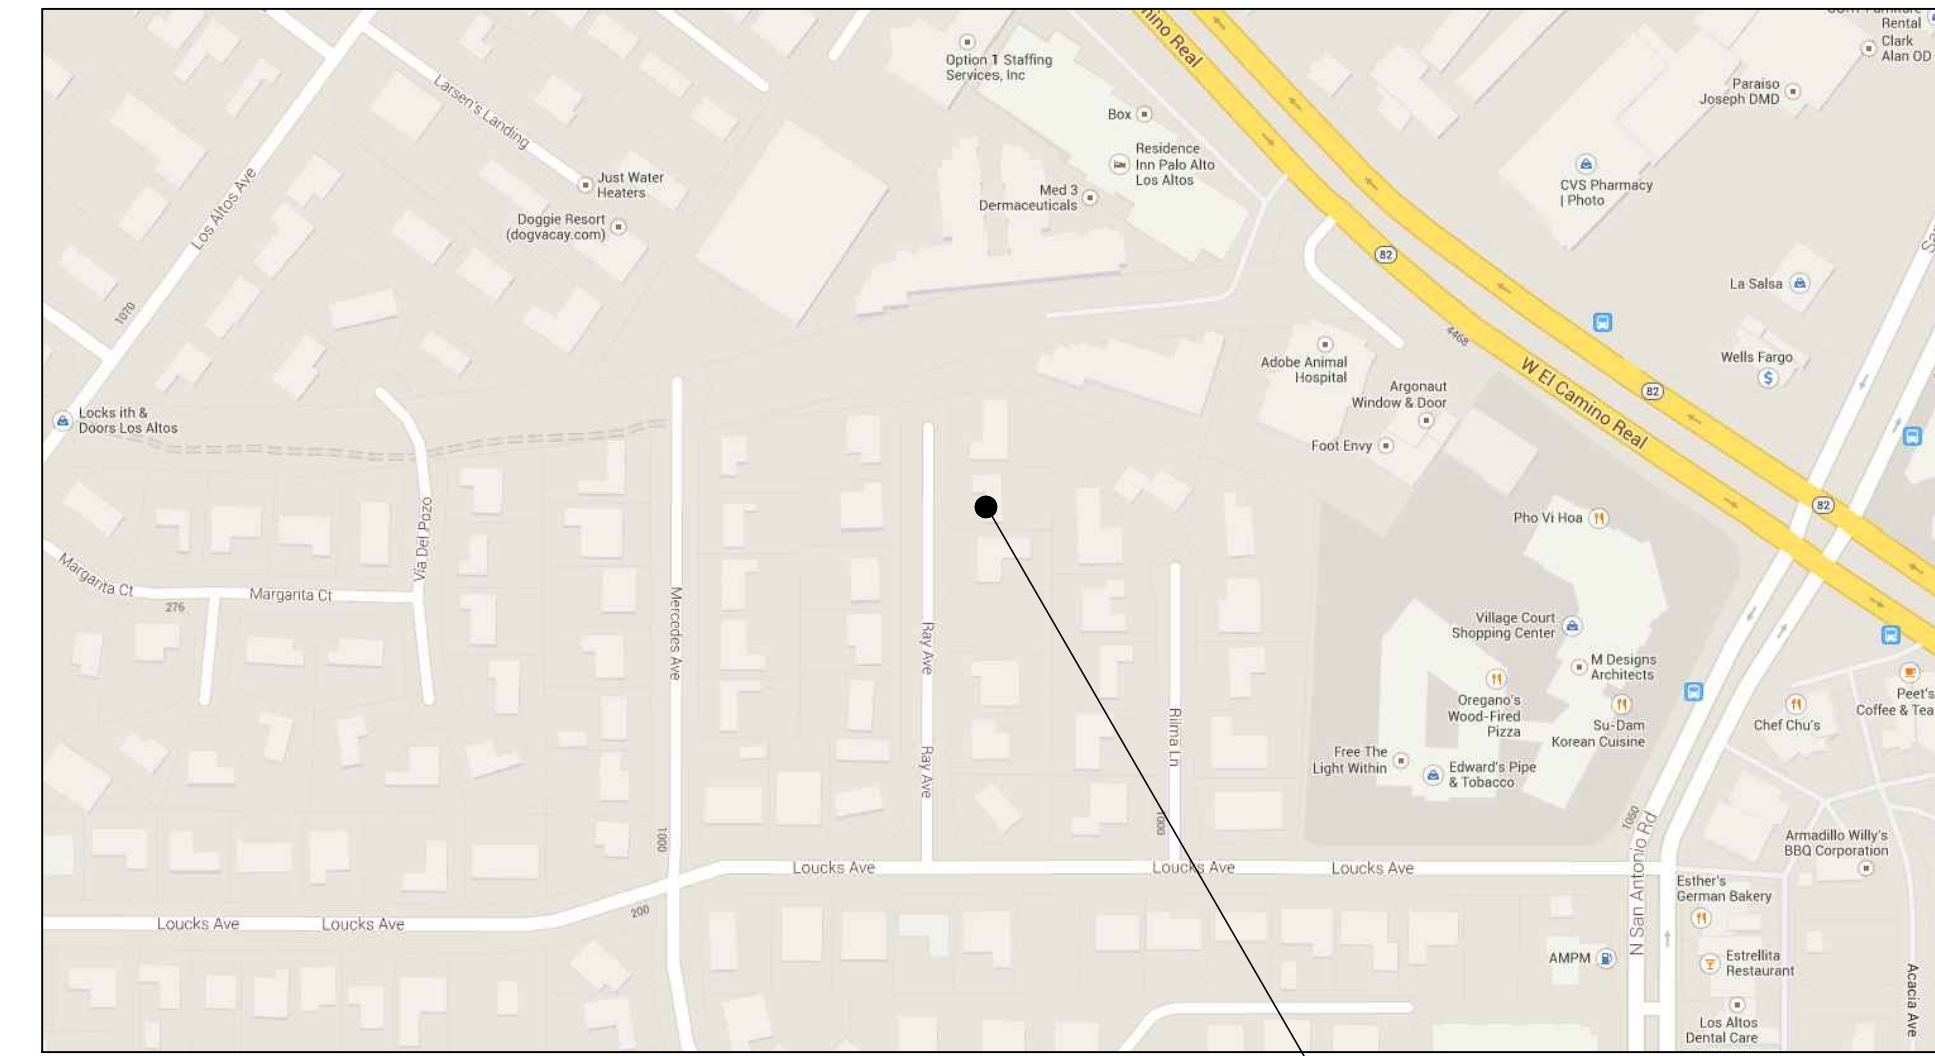 mino Real
Option 1 Staffing
Services, Inc
Rental
Clark
Alan OD
Paraiso
Joseph DMD
Larsen's Landing
Box
Residence
Inn Palo Alto
Los Altos
Just Water
Heaters
Med 3
Dermaceuticals
CVS Pharmacy
| Photo
Los Altos Ave
Doggie Resort
(dogvacay.com)
82
La Salsa
1070
4468
Adobe Animal
Hospital
Wells Fargo
W El Camino Real
Argonaut
Window & Door
82
Locks ith &
Doors Los Altos
Foot Envy
82
Pho Vi Hoa
Via Del Pozo
Margarita Ct
Margarita Ct
276
Mercedes Ave
Ray Ave
Village Court
Shopping Center
M Designs
Architects
Oregano's
Wood-Fired
Pizza
Su-Dam
Korean Cuisine
Peet's
Coffee & Tea
Chef Chu's
Rilma Ln
Ray Ave
Free The
Light Within
Edward's Pipe
& Tobacco
1000
1000
1050
Armadillo Willy's
BBQ Corporation
Loucks Ave
Loucks Ave
Loucks Ave
N San Antonio Rd
Esther's
German Bakery
200
Loucks Ave
Loucks Ave
AMPM
Estrellita
Restaurant
Acacia Ave
Los Altos
Dental Care